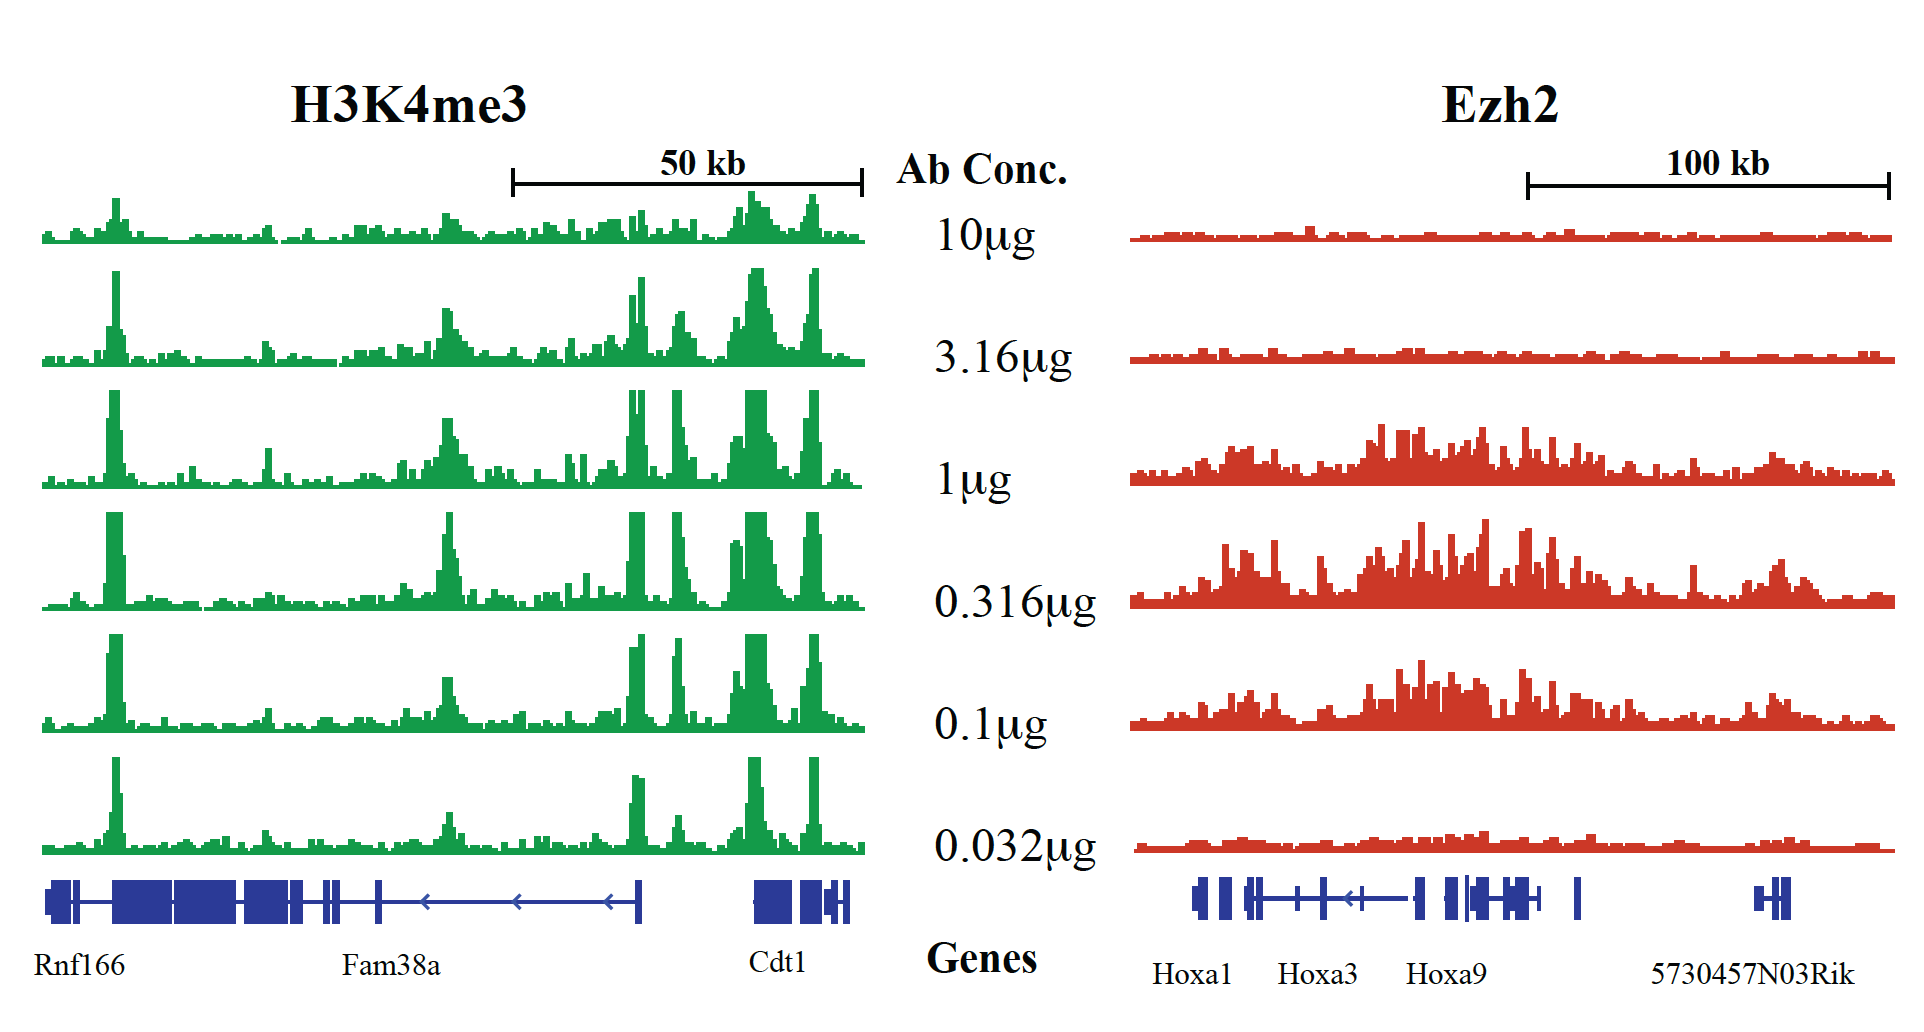 H3K4me3
Ezh2
50 kb
Ab Conc.
100 kb
10µg
3.16µg
1µg
0.316µg
0.1µg
0.032µg
Rnf166
Fam38a
Cdt1
Genes
Hoxa1
Hoxa3
Hoxa9
5730457N03Rik